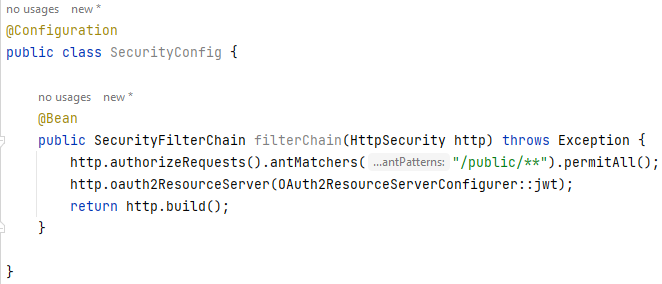 no usages   new *
@Configuration
public class SecurityConfig {
no usages   new *
@Bean
public SecurityFilterChain filterChain(HttpSecurity http) throws Exception {
http.authorizeRequests().antMatchers( ...antPatterns: "/public/**").permitAll();
http.oauth2ResourceServer(OAuth2ResourceServerConfigurer::jwt);
return http.build();
}
}